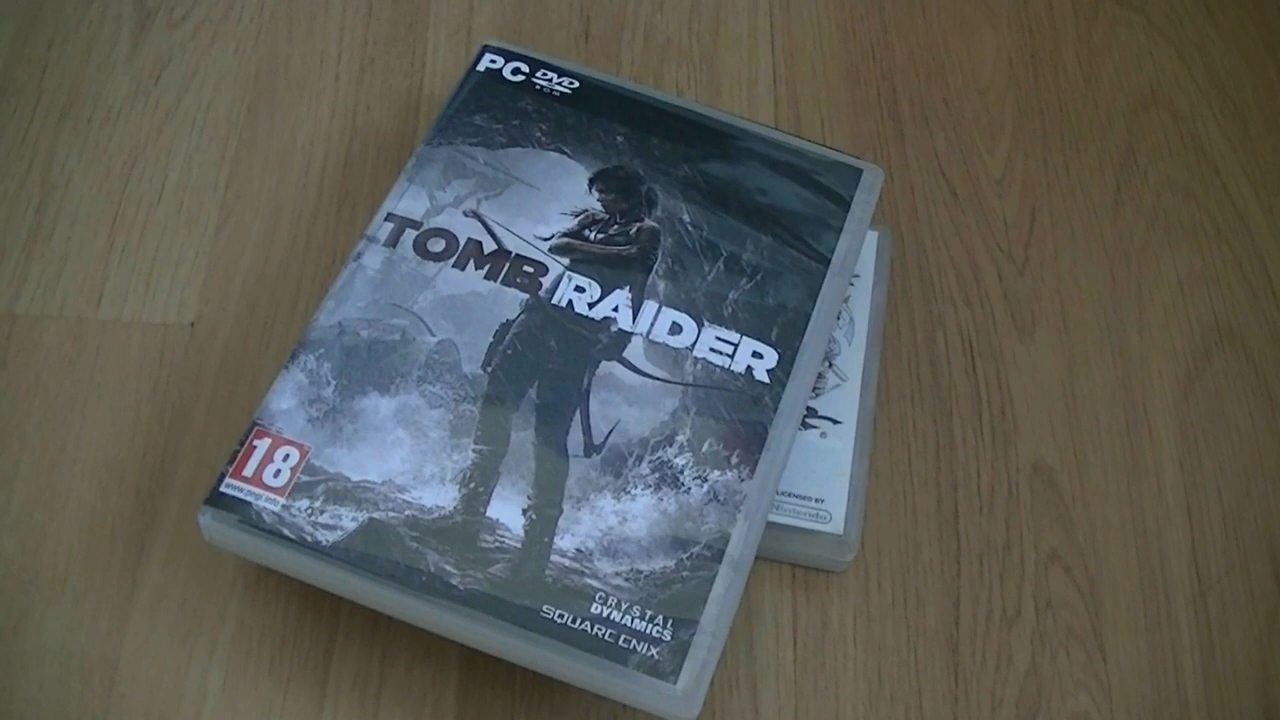 PC DVD
ROM
TOMB RAIDER
18
www.pegi.info
CRYSTAL
DYNAMICS
SQUARE ENIX
®
LICENSED BY
Nintendo